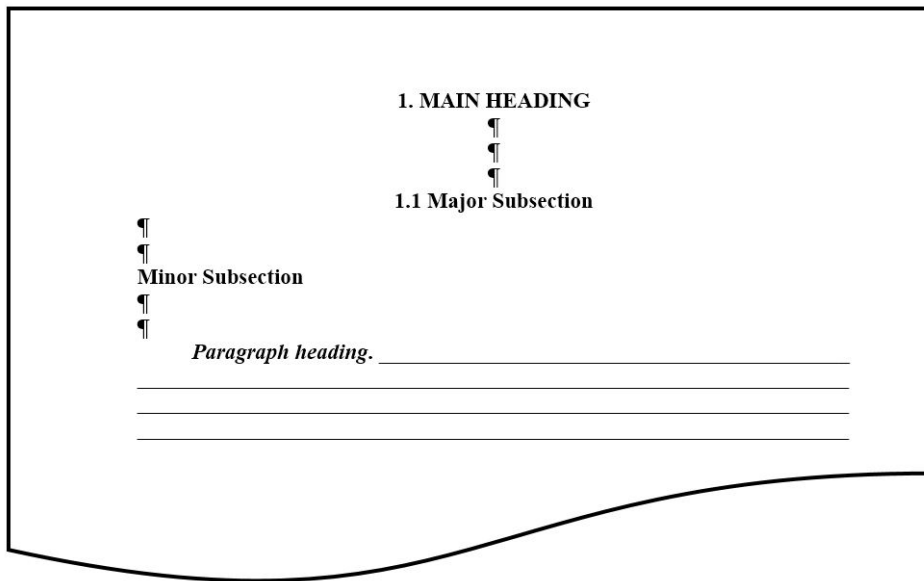 1. MAIN HEADING
¶
¶
¶
1.1 Major Subsection
¶
¶
Minor Subsection
¶
¶
Paragraph heading.